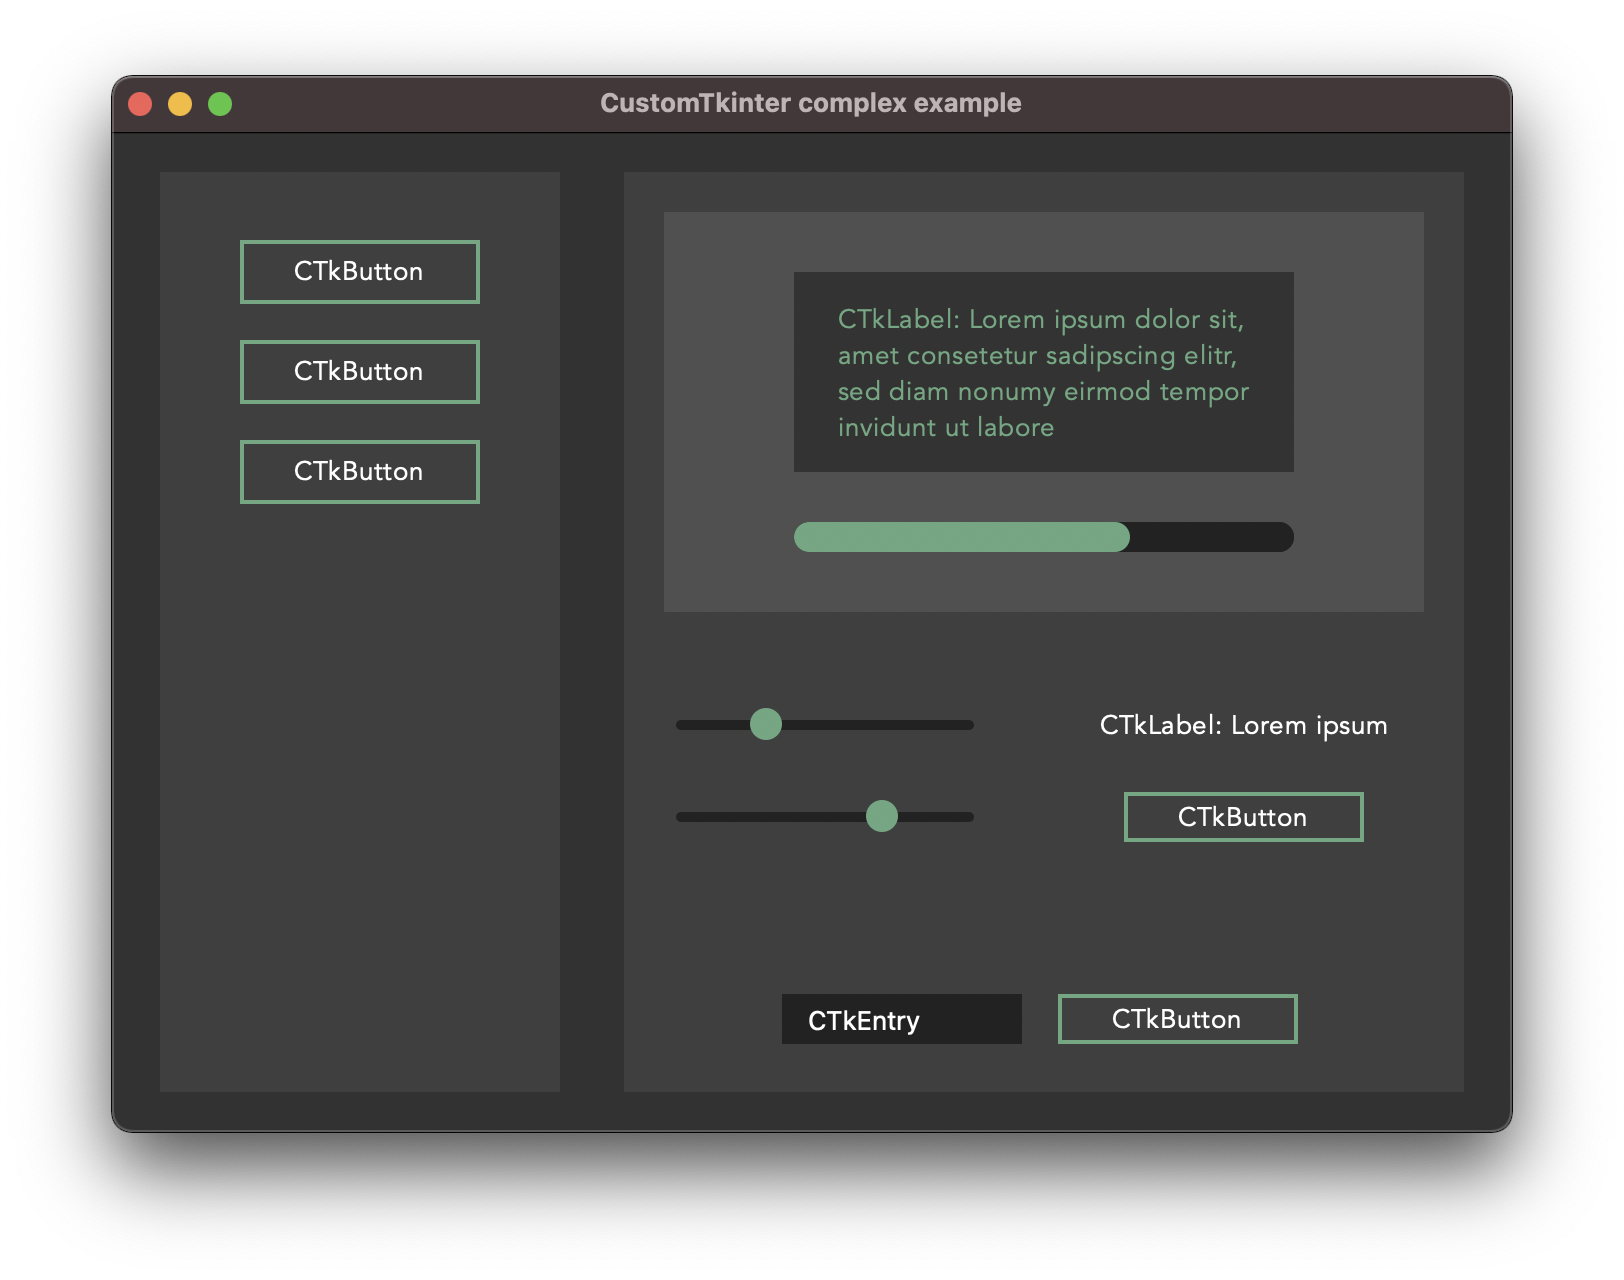 CustomTkinter complex example
CTkButton
CTkButton
CTkButton
CTkLabel: Lorem ipsum dolor sit,
amet consetetur sadipscing elitr,
sed diam nonumy eirmod tempor
invidunt ut labore
CTkLabel: Lorem ipsum
CTkButton
CTkEntry
CTkButton